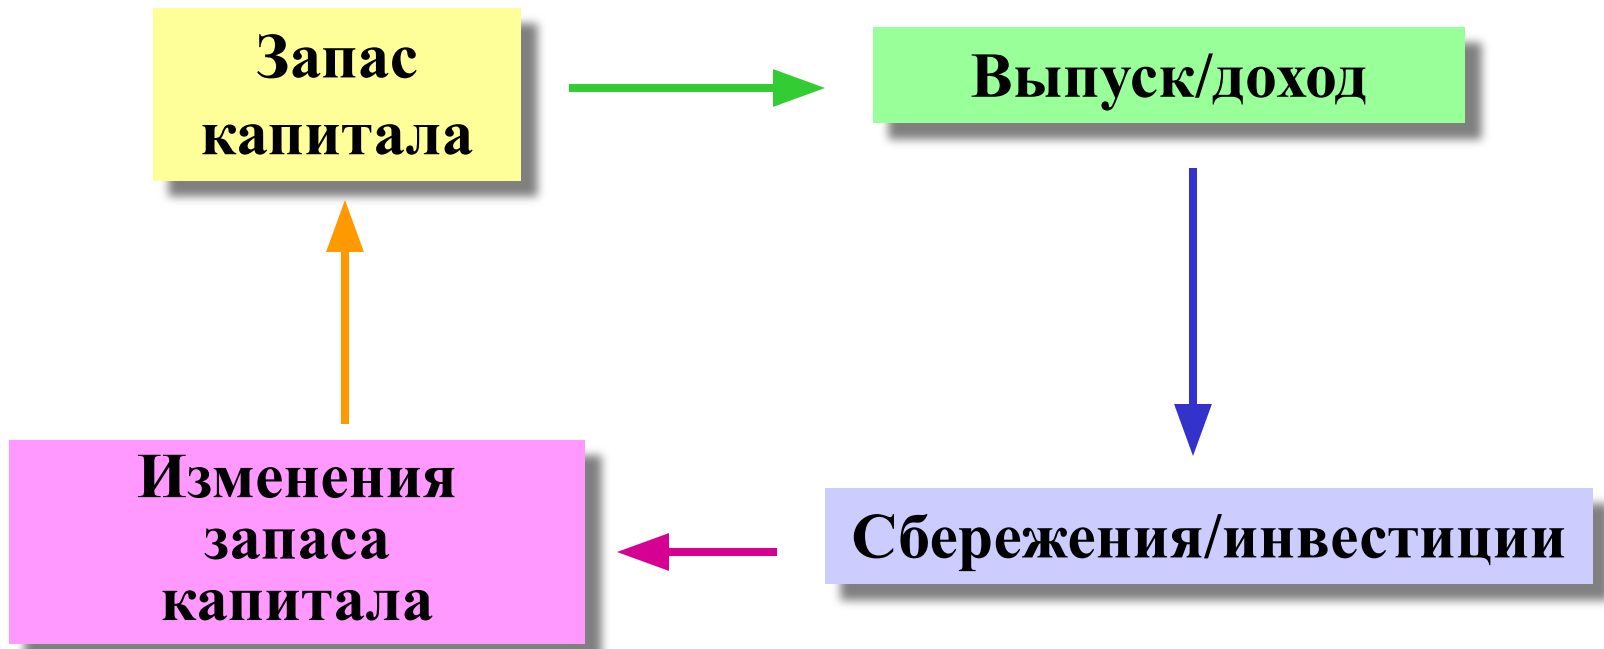 Запас
капитала
Выпуск/доход
Изменения
запаса
капитала
Сбережения/инвестиции